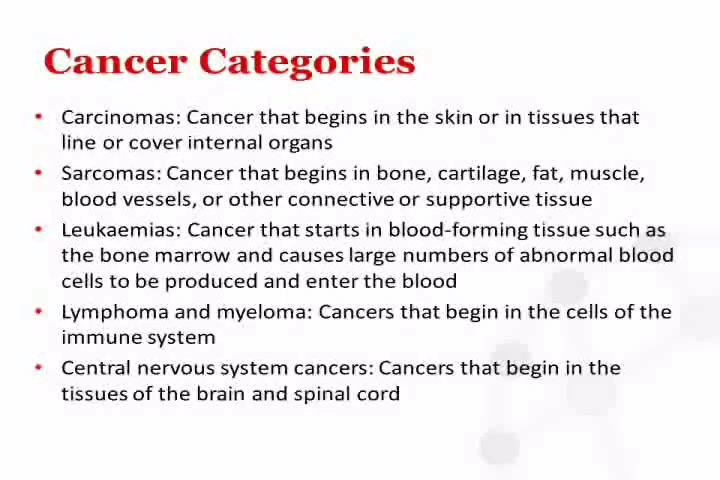 Cancer Categories
• Carcinomas: Cancer that begins in the skin or in tissues that
line or cover internal organs
• Sarcomas: Cancer that begins in bone, cartilage, fat, muscle,
blood vessels, or other connective or supportive tissue
• Leukaemias: Cancer that starts in blood-forming tissue such as
the bone marrow and causes large numbers of abnormal blood
cells to be produced and enter the blood
• Lymphoma and myeloma: Cancers that begin in the cells of the
immune system
• Central nervous system cancers: Cancers that begin in the
tissues of the brain and spinal cord